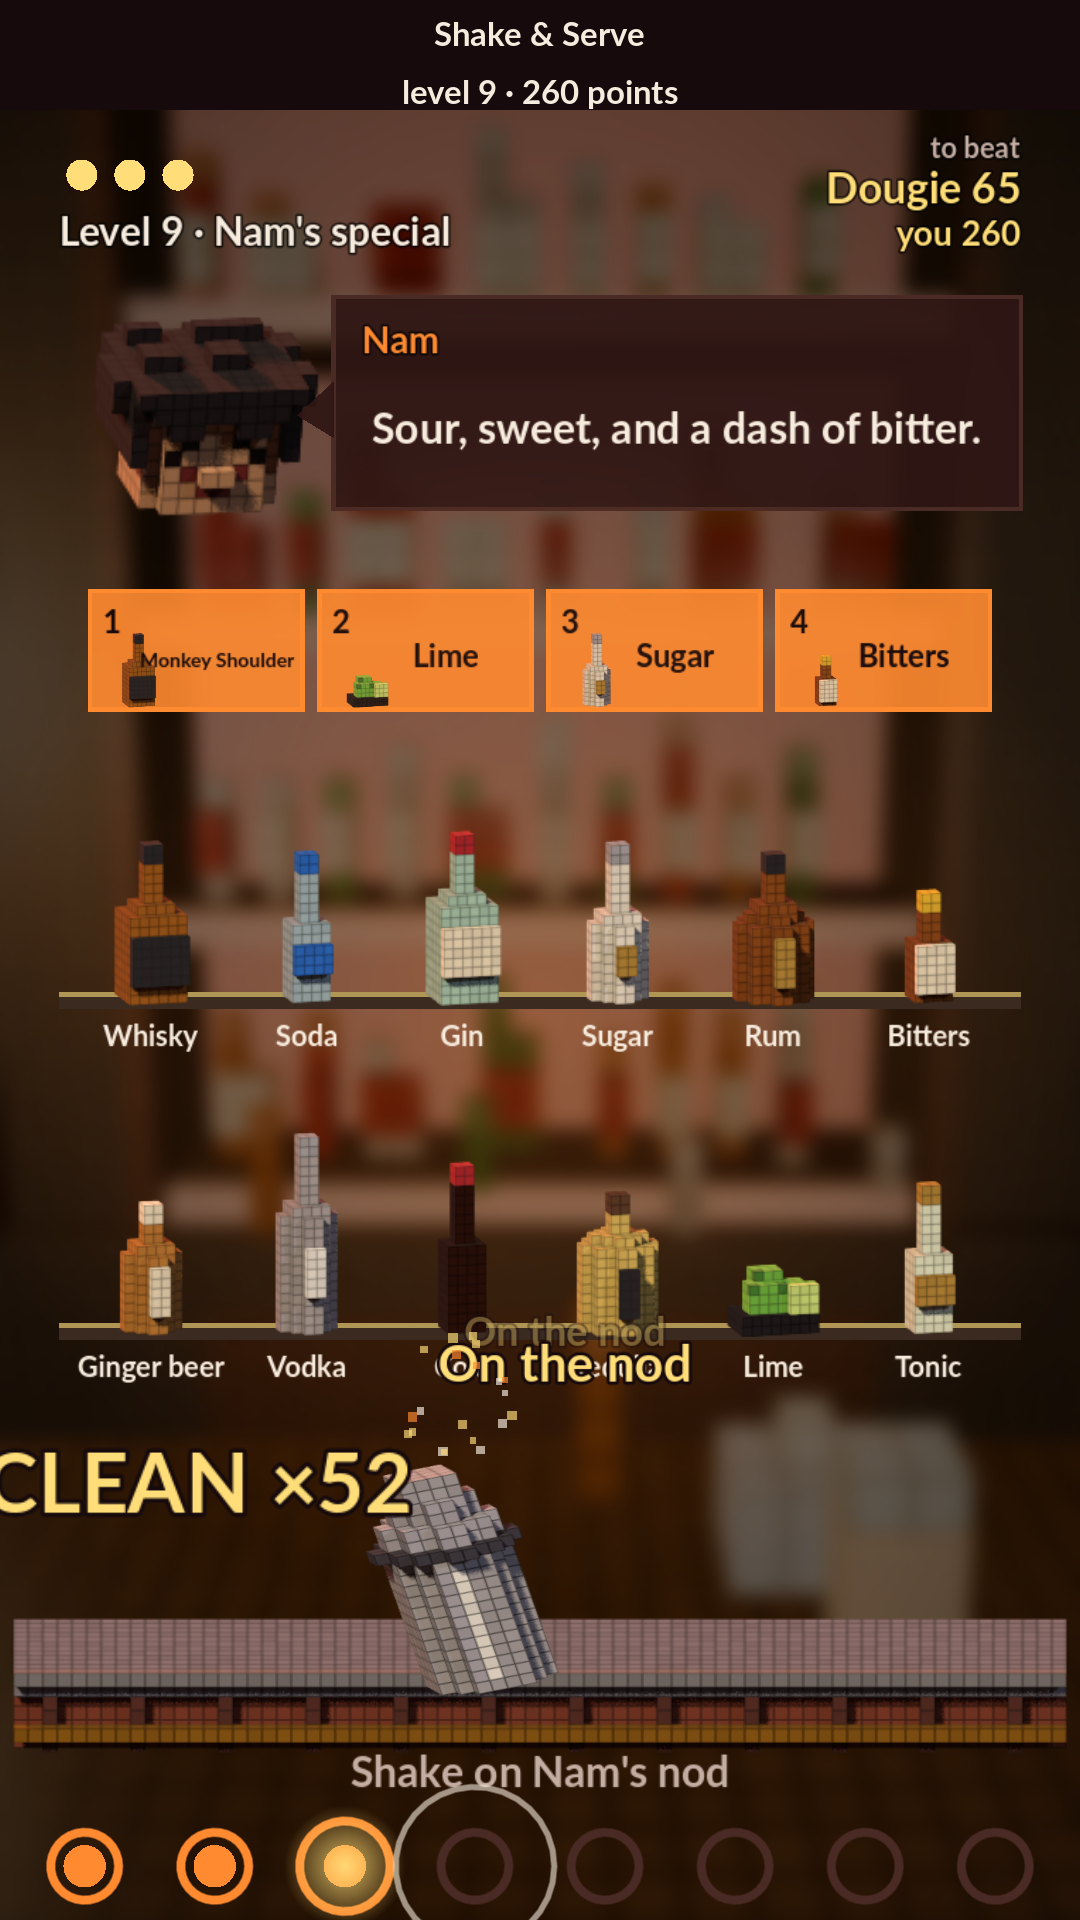 Shake & Serve
level 9 · 260 points
to beat
Dougie 65
you 260
Level 9 · Nam's special
Nam
Sour, sweet, and a dash of bitter.
1
Monkey Shoulder
2
Lime
3
Sugar
4
Bitters
Whisky
Soda
Gin
Sugar
Rum
Bitters
On the nod
Ginger beer
Vodka
On the nod
Lime
Tonic
CLEAN ×52
Shake on Nam's nod